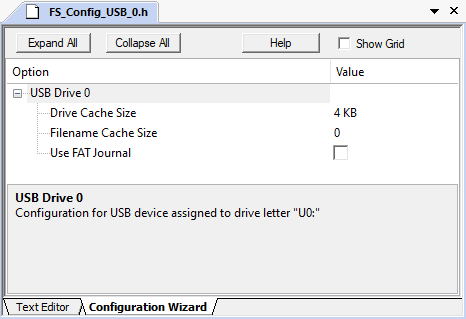 FS_Config_USB_0.h
Expand All Collapse All Help Show Grid
Option Value
USB Drive 0
Drive Cache Size 4 KB
Filename Cache Size 0
Use FAT Journal
USB Drive 0
Configuration for USB device assigned to drive letter "U0:"
Text Editor Configuration Wizard